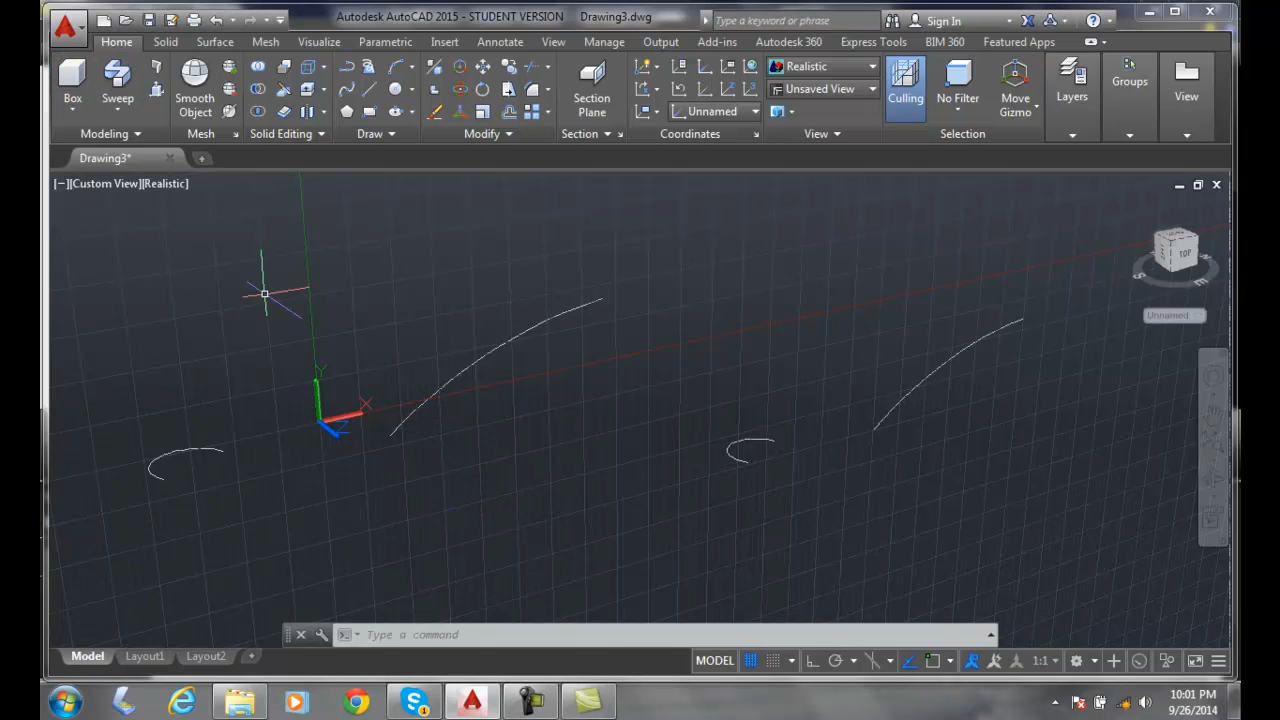 Autodesk AutoCAD 2015 - STUDENT VERSION Drawing3.dwg
Type a keyword or phrase
Sign In
Home Solid Surface Mesh Visualize Parametric Insert Annotate View Manage Output Add-ins Autodesk 360 Express Tools BIM 360 Featured Apps
Realistic
Unsaved View
Unnamed
Box
Sweep
Smooth
Object
Section
Plane
Culling
No Filter
Move
Gizmo
Layers
Groups
View
Modeling
Mesh
Solid Editing
Draw
Modify
Section
Coordinates
View
Selection
Drawing3*
[−][Custom View][Realistic]
TOP
S
E
Unnamed
Y
X
Z
Type a command
Model Layout1 Layout2
MODEL
1:1
10:01 PM
9/26/2014